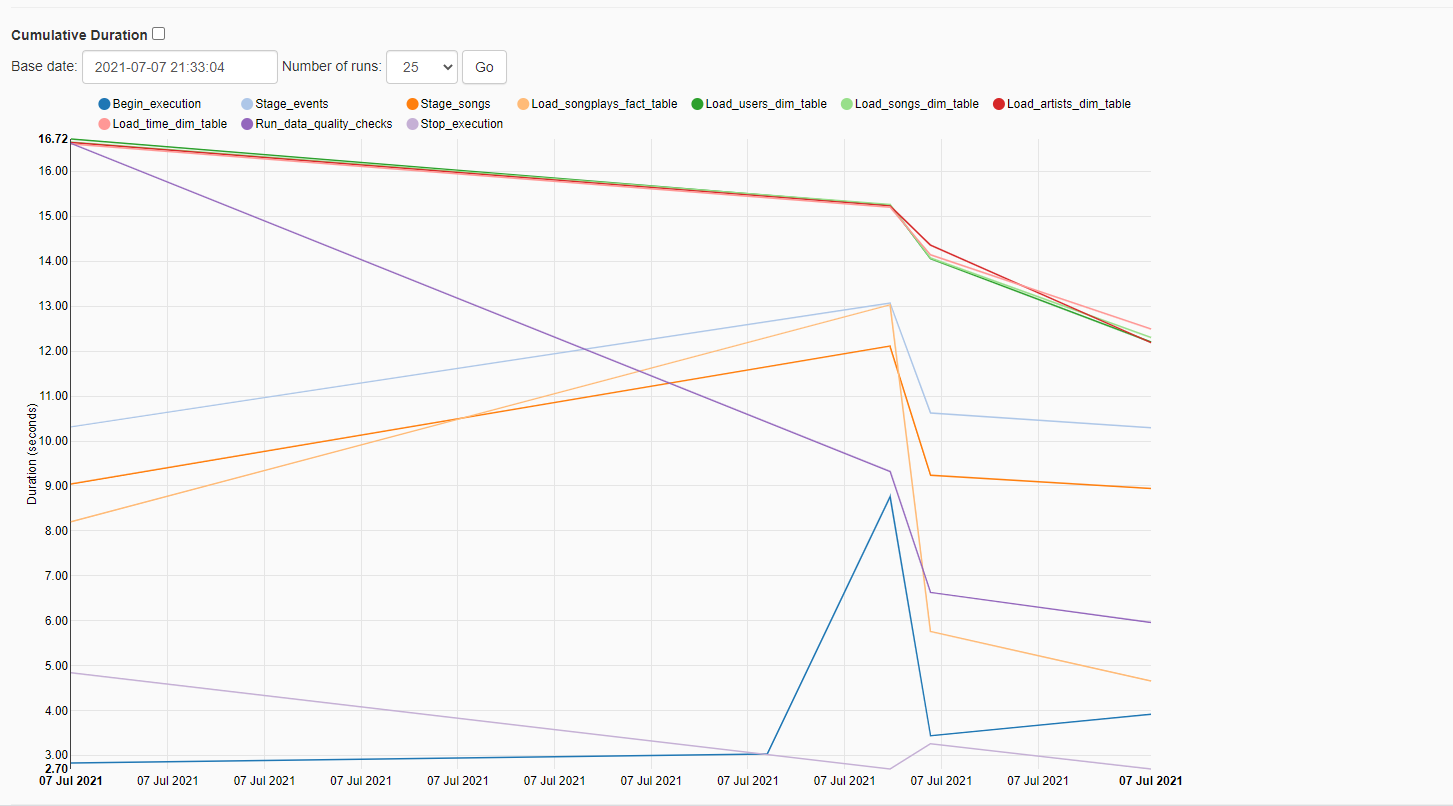 Cumulative Duration
Base date: 2021-07-07 21:33:04 Number of runs: 25 Go
Begin_execution Stage_events Stage_songs Load_songplays_fact_table Load_users_dim_table Load_songs_dim_table Load_artists_dim_table
Load_time_dim_table Run_data_quality_checks Stop_execution
16.72
16.00
15.00
14.00
13.00
12.00
11.00
10.00
9.00
8.00
7.00
6.00
5.00
4.00
3.00
2.70
Duration (seconds)
07 Jul 2021 07 Jul 2021 07 Jul 2021 07 Jul 2021 07 Jul 2021 07 Jul 2021 07 Jul 2021 07 Jul 2021 07 Jul 2021 07 Jul 2021 07 Jul 2021 07 Jul 2021